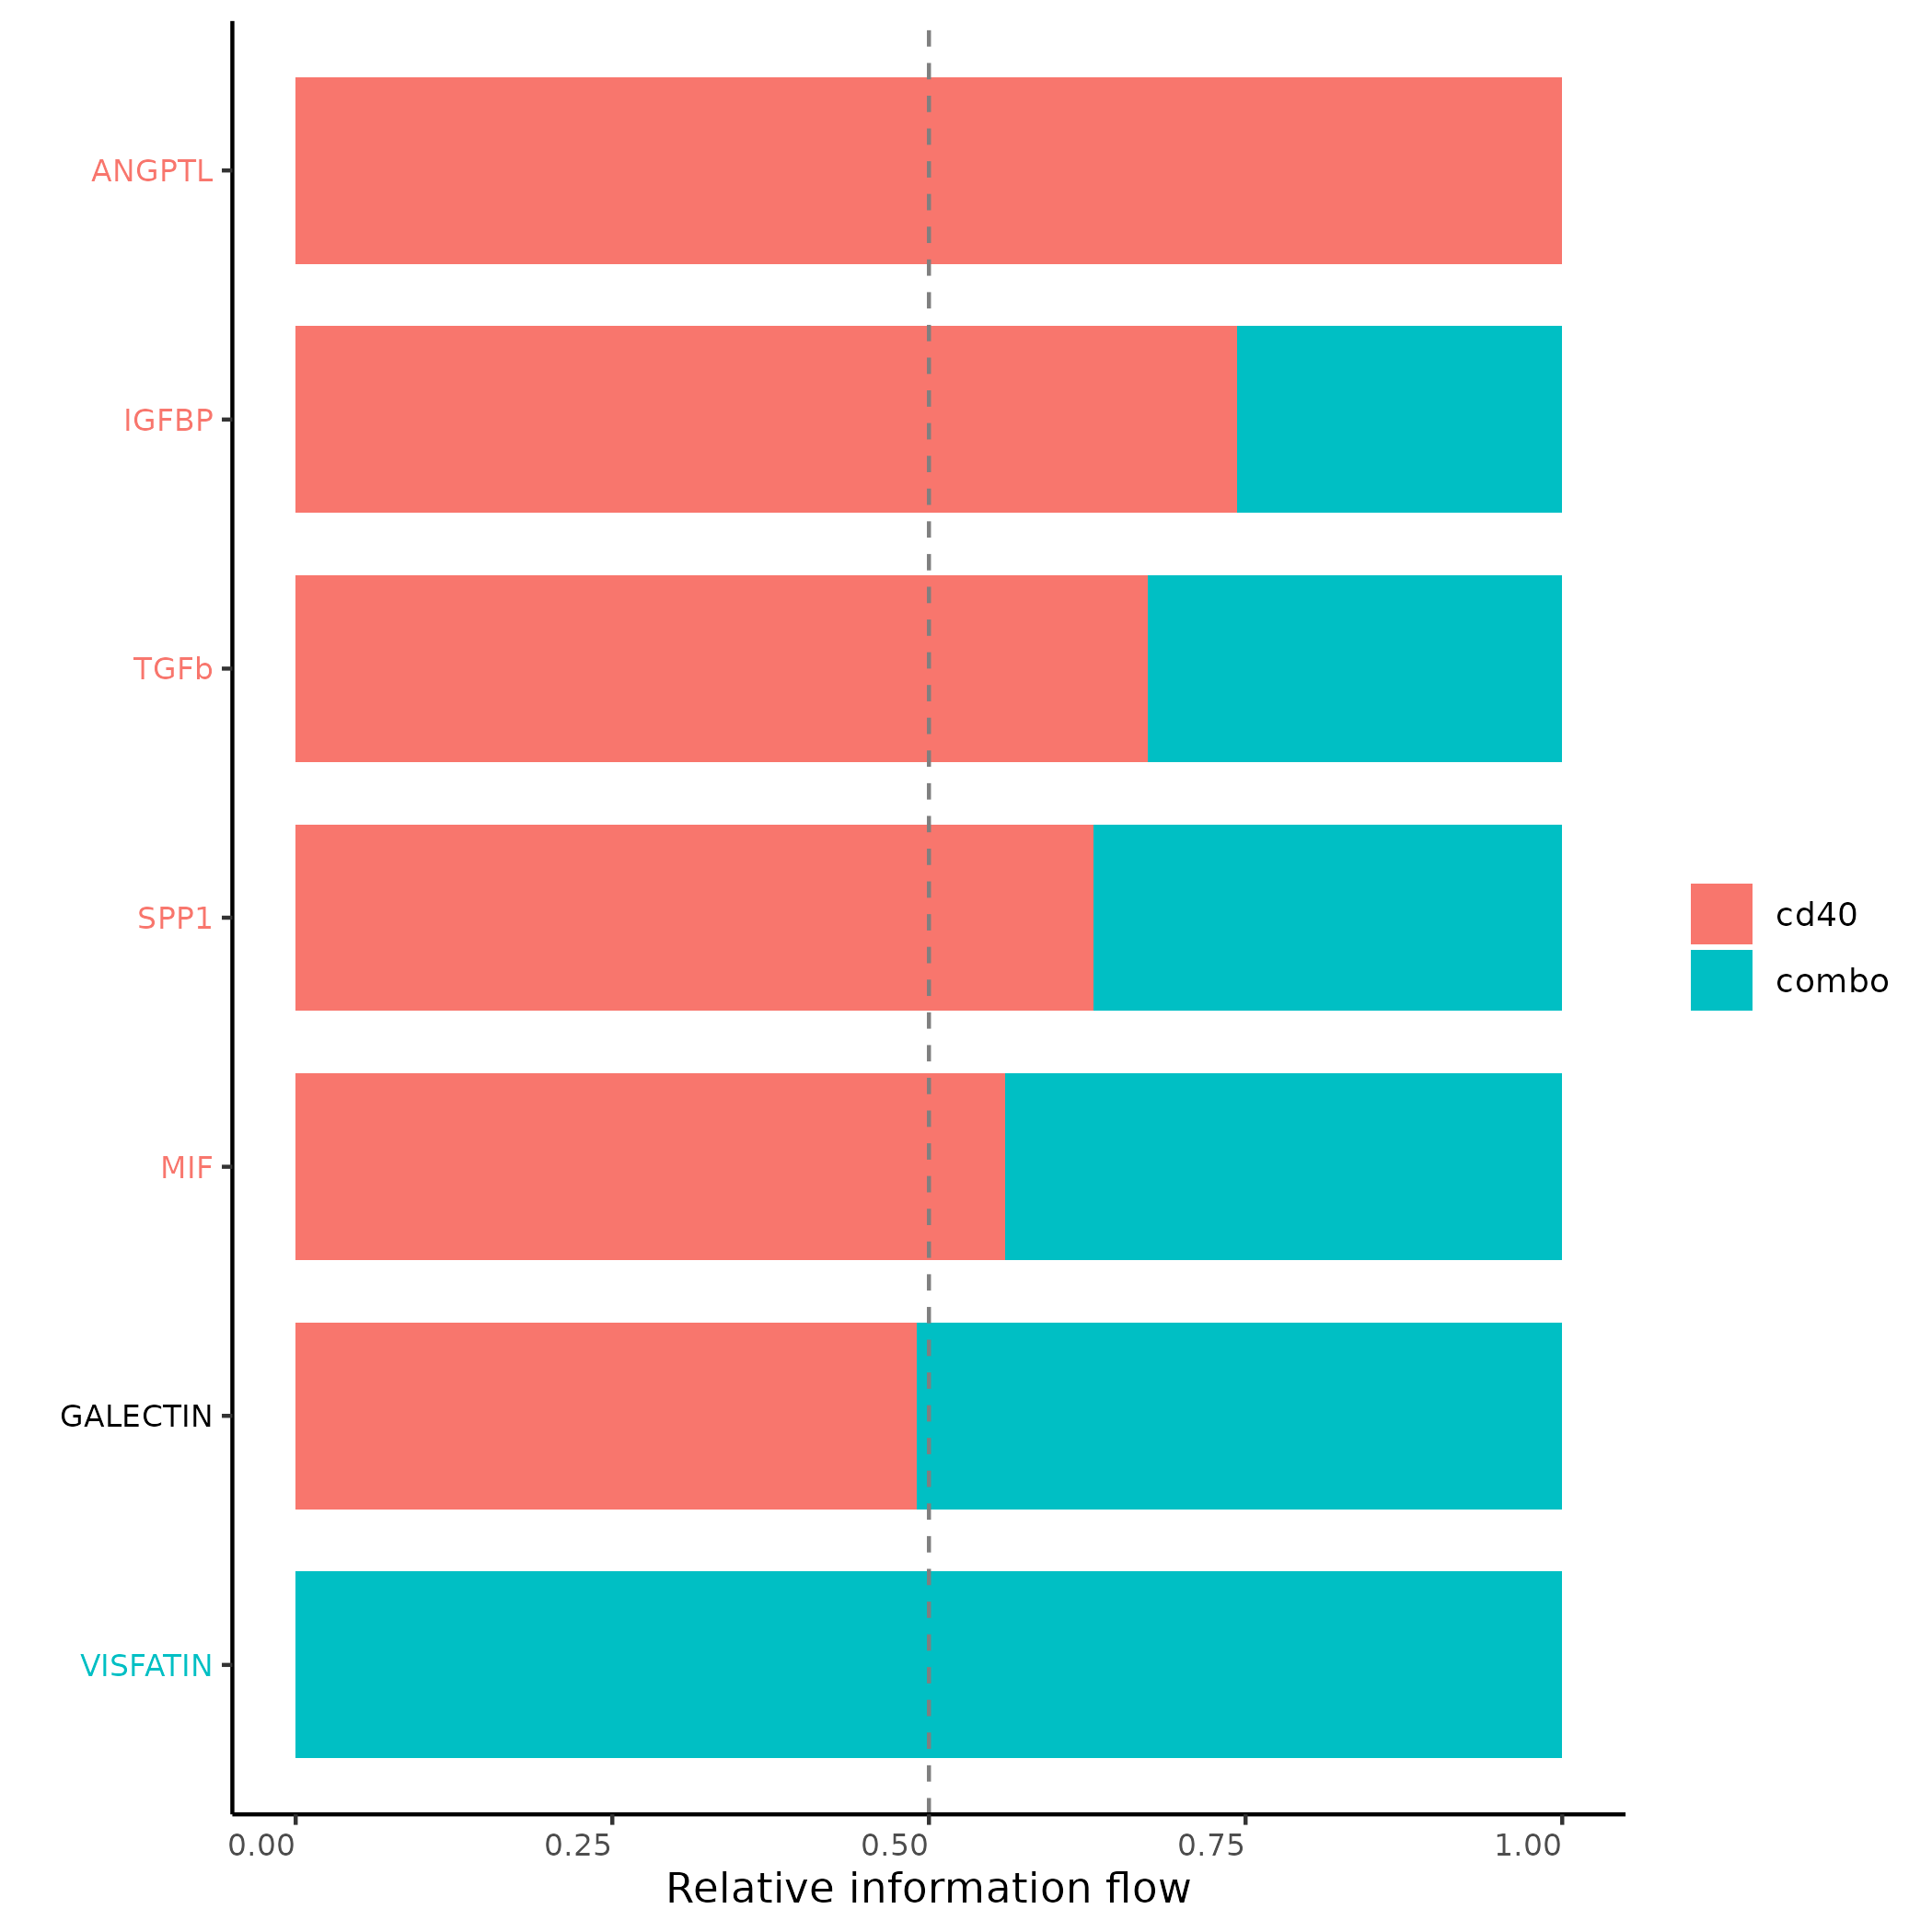 ANGPTL
IGFBP
TGFb
SPP1
MIF
GALECTIN
VISFATIN
0.00 0.25 0.50 0.75 1.00
Relative information flow
cd40
combo